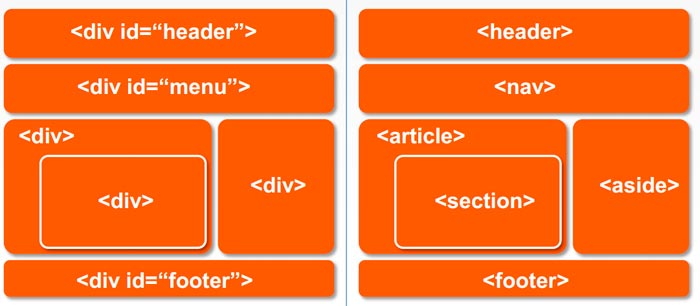 <div id=“header”>
<div id=“menu”>
<div>
<div>
<div>
<div id=“footer”>
<header>
<nav>
<article>
<section>
<aside>
<footer>